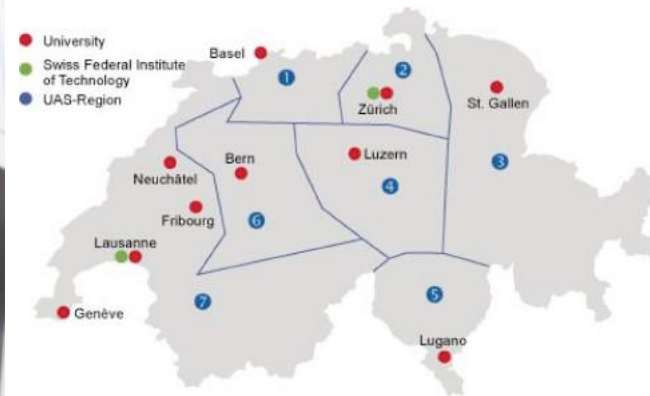 University
Swiss Federal Institute
of Technology
UAS-Region
Basel
1
2
Zürich
St. Gallen
3
Bern
Luzern
4
Neuchâtel
Fribourg
6
Lausanne
7
5
Genève
Lugano